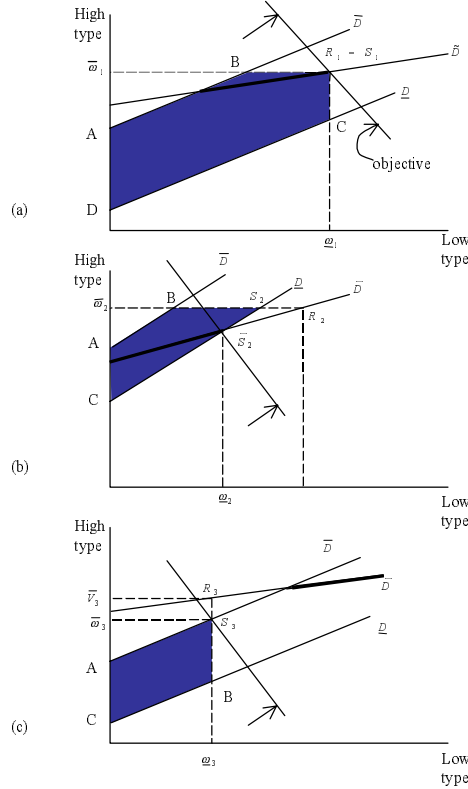 High
type
D̅
B
R₁ - S₁
D̃
ω̅₁
D̲
A
C
objective
(a)
D
ω̲₁
Low
type
High
type
D̅
B
S₂
D̲
D̃
ω̅₂
R₂
S̃₂
A
C
(b)
ω̲₂
Low
type
High
type
D̅
R₃
D̃
V̅₃
S₃
D̲
ω̅₃
A
B
C
(c)
ω̲₃
Low
type